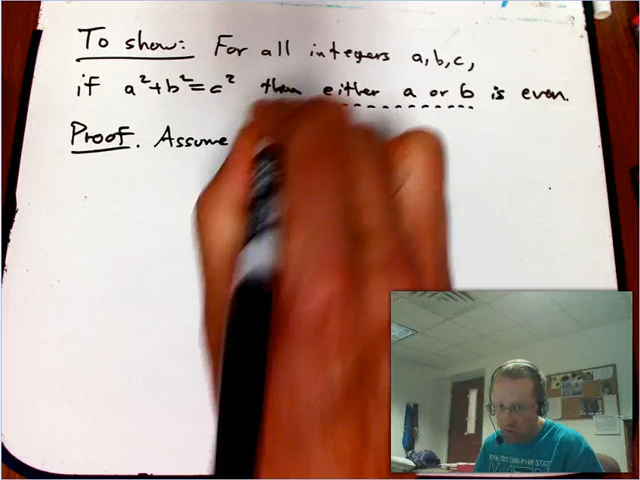 To show: For all integers a, b, c,
if a²+b²=c² then either a or b is even.
Proof. Assume